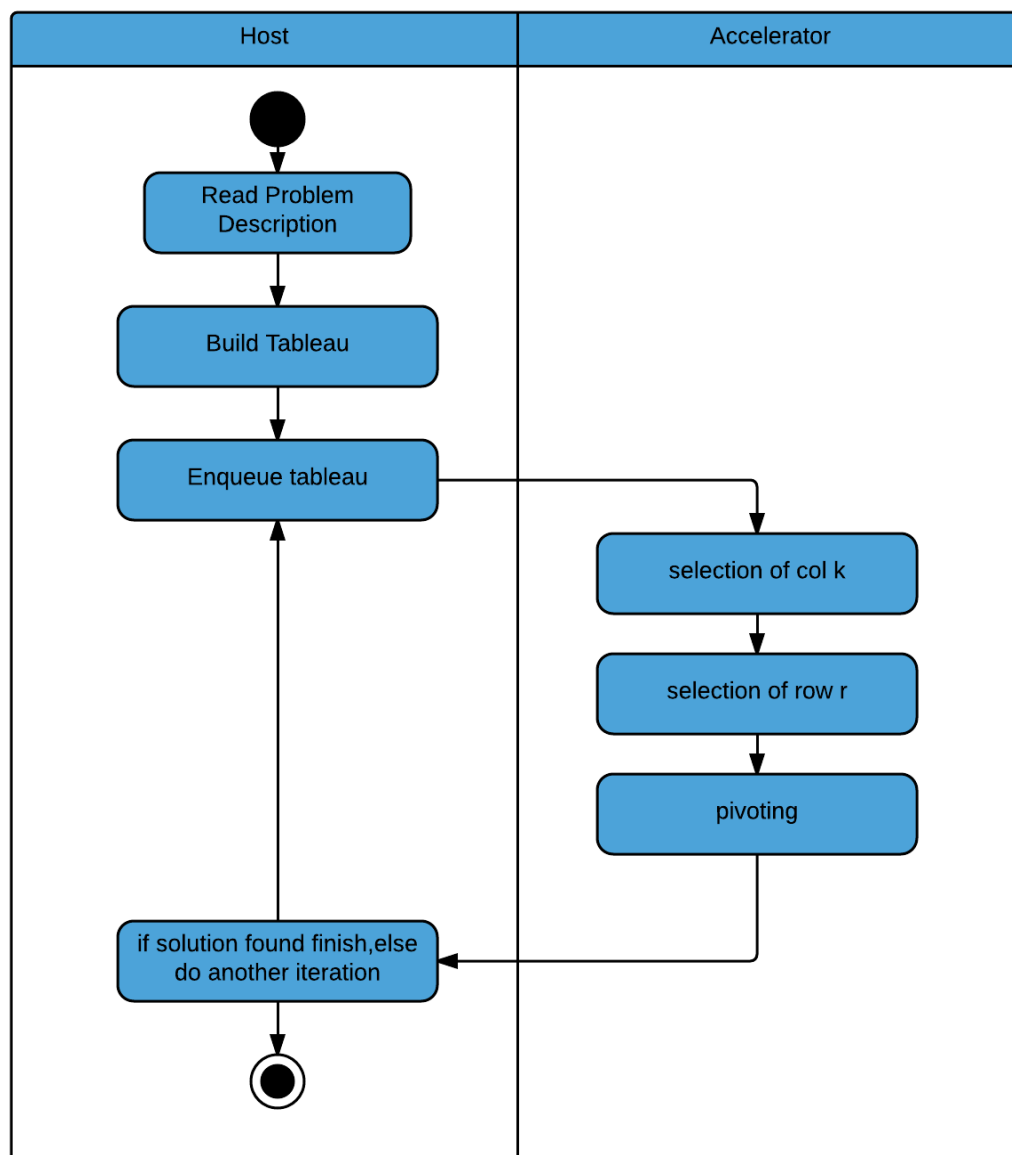 Host
Accelerator
Read Problem
Description
Build Tableau
Enqueue tableau
selection of col k
selection of row r
pivoting
if solution found finish,else
do another iteration